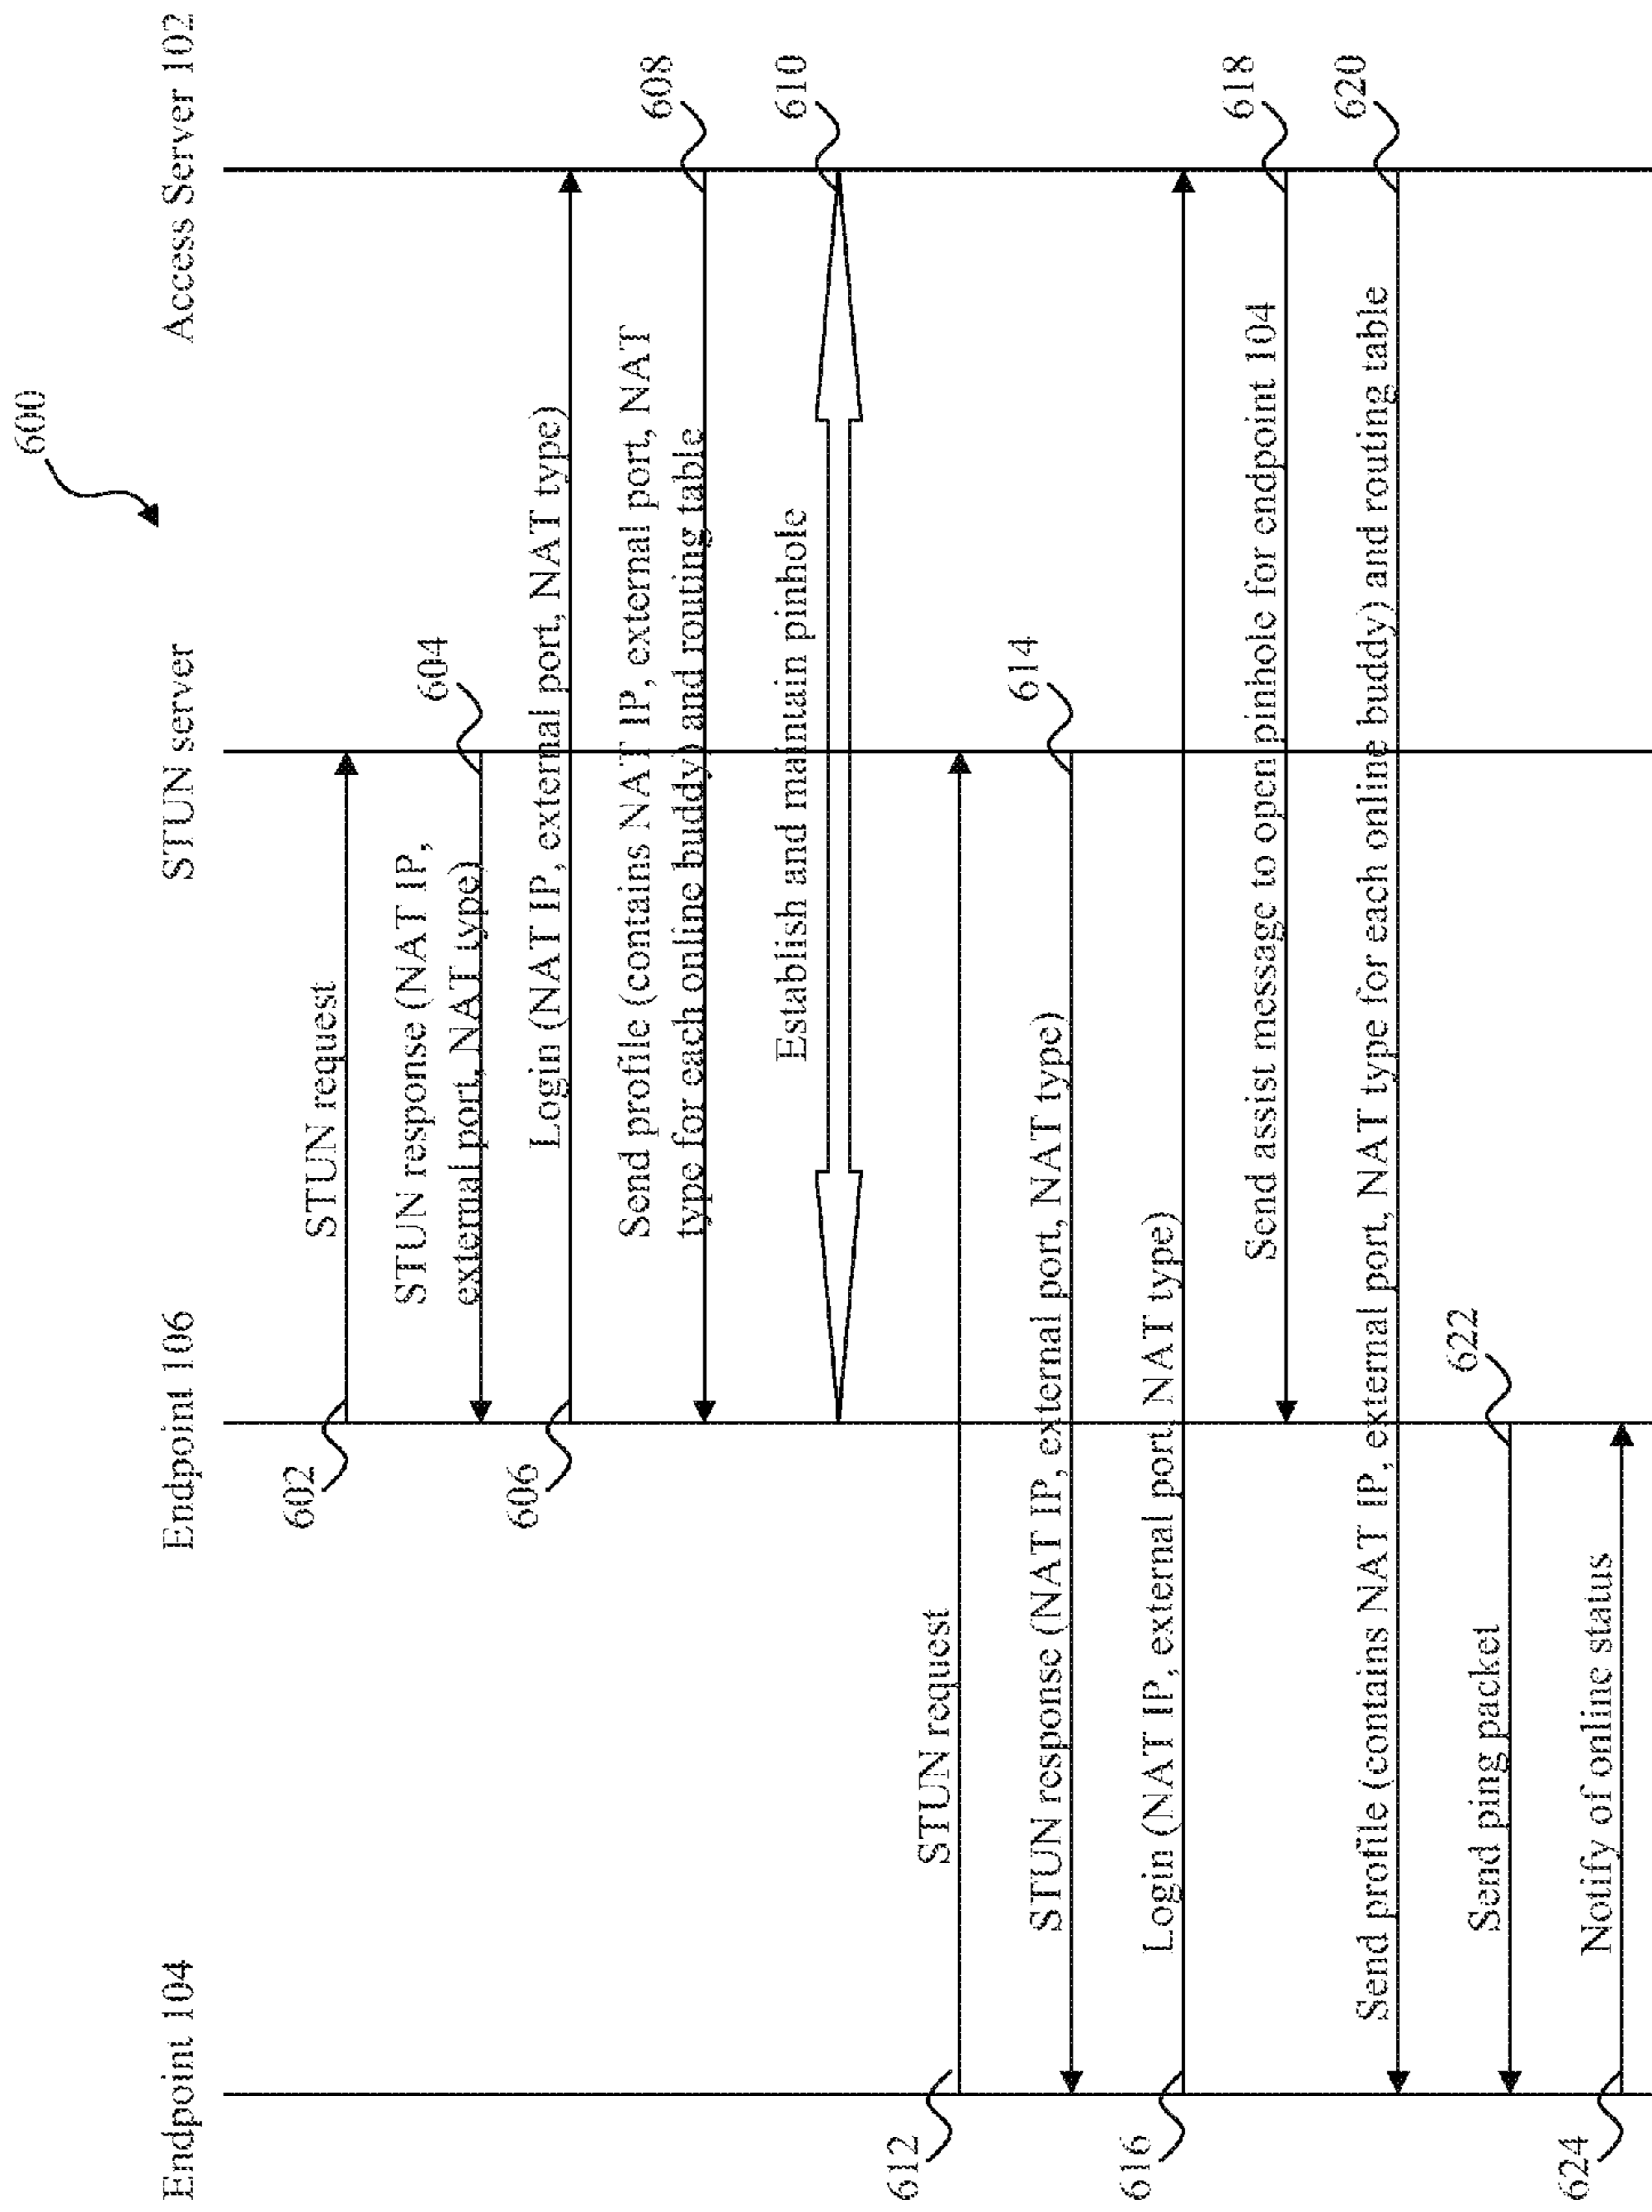 600
Endpoint 104
Endpoint 106
STUN server
Access Server 102
602
STUN request
STUN response (NAT IP,
external port, NAT type)
604
606
Login (NAT IP, external port, NAT type)
Send profile (contains NAT IP, external port, NAT
type for each online buddy) and routing table
608
Establish and maintain pinhole
610
612
STUN request
STUN response (NAT IP, external port, NAT type)
614
616
Login (NAT IP, external port, NAT type)
Send assist message to open pinhole for endpoint 104
618
Send profile (contains NAT IP, external port, NAT type for each online buddy) and routing table
620
Send ping packet
622
624
Notify of online status